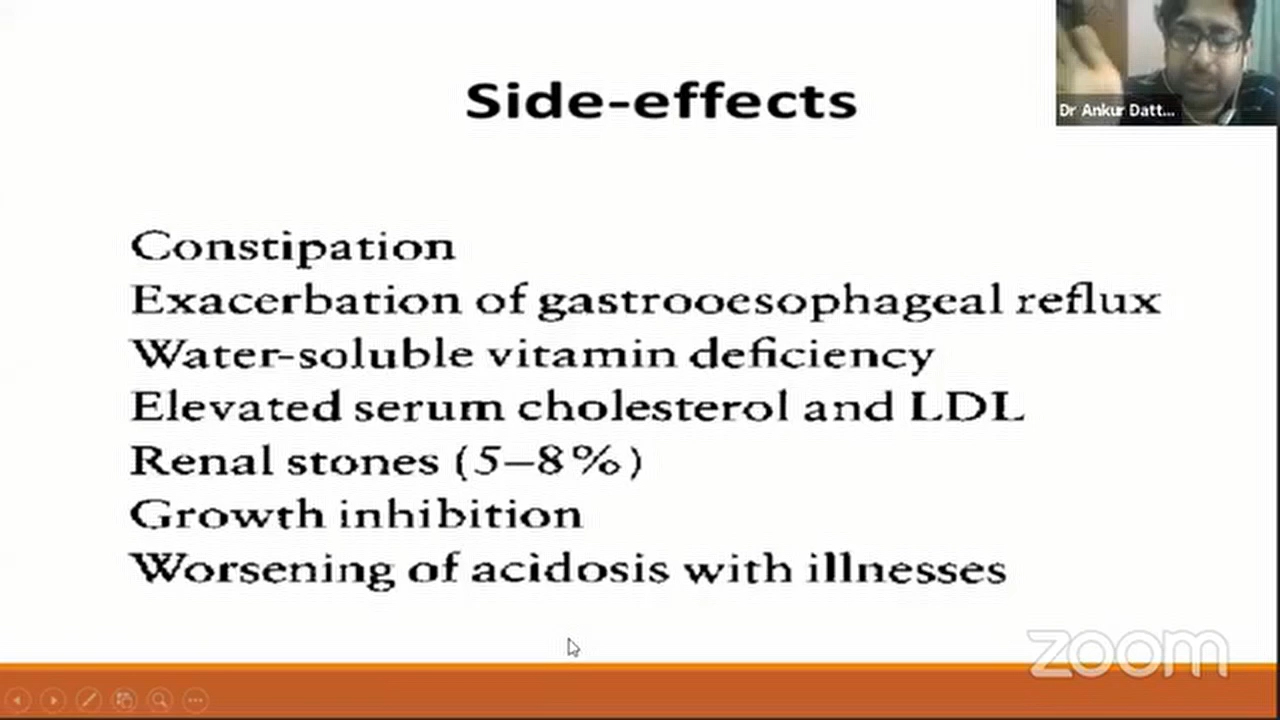 Side-effects
Dr Ankur Datt...
Constipation
Exacerbation of gastrooesophageal reflux
Water-soluble vitamin deficiency
Elevated serum cholesterol and LDL
Renal stones (5–8%)
Growth inhibition
Worsening of acidosis with illnesses
zoom